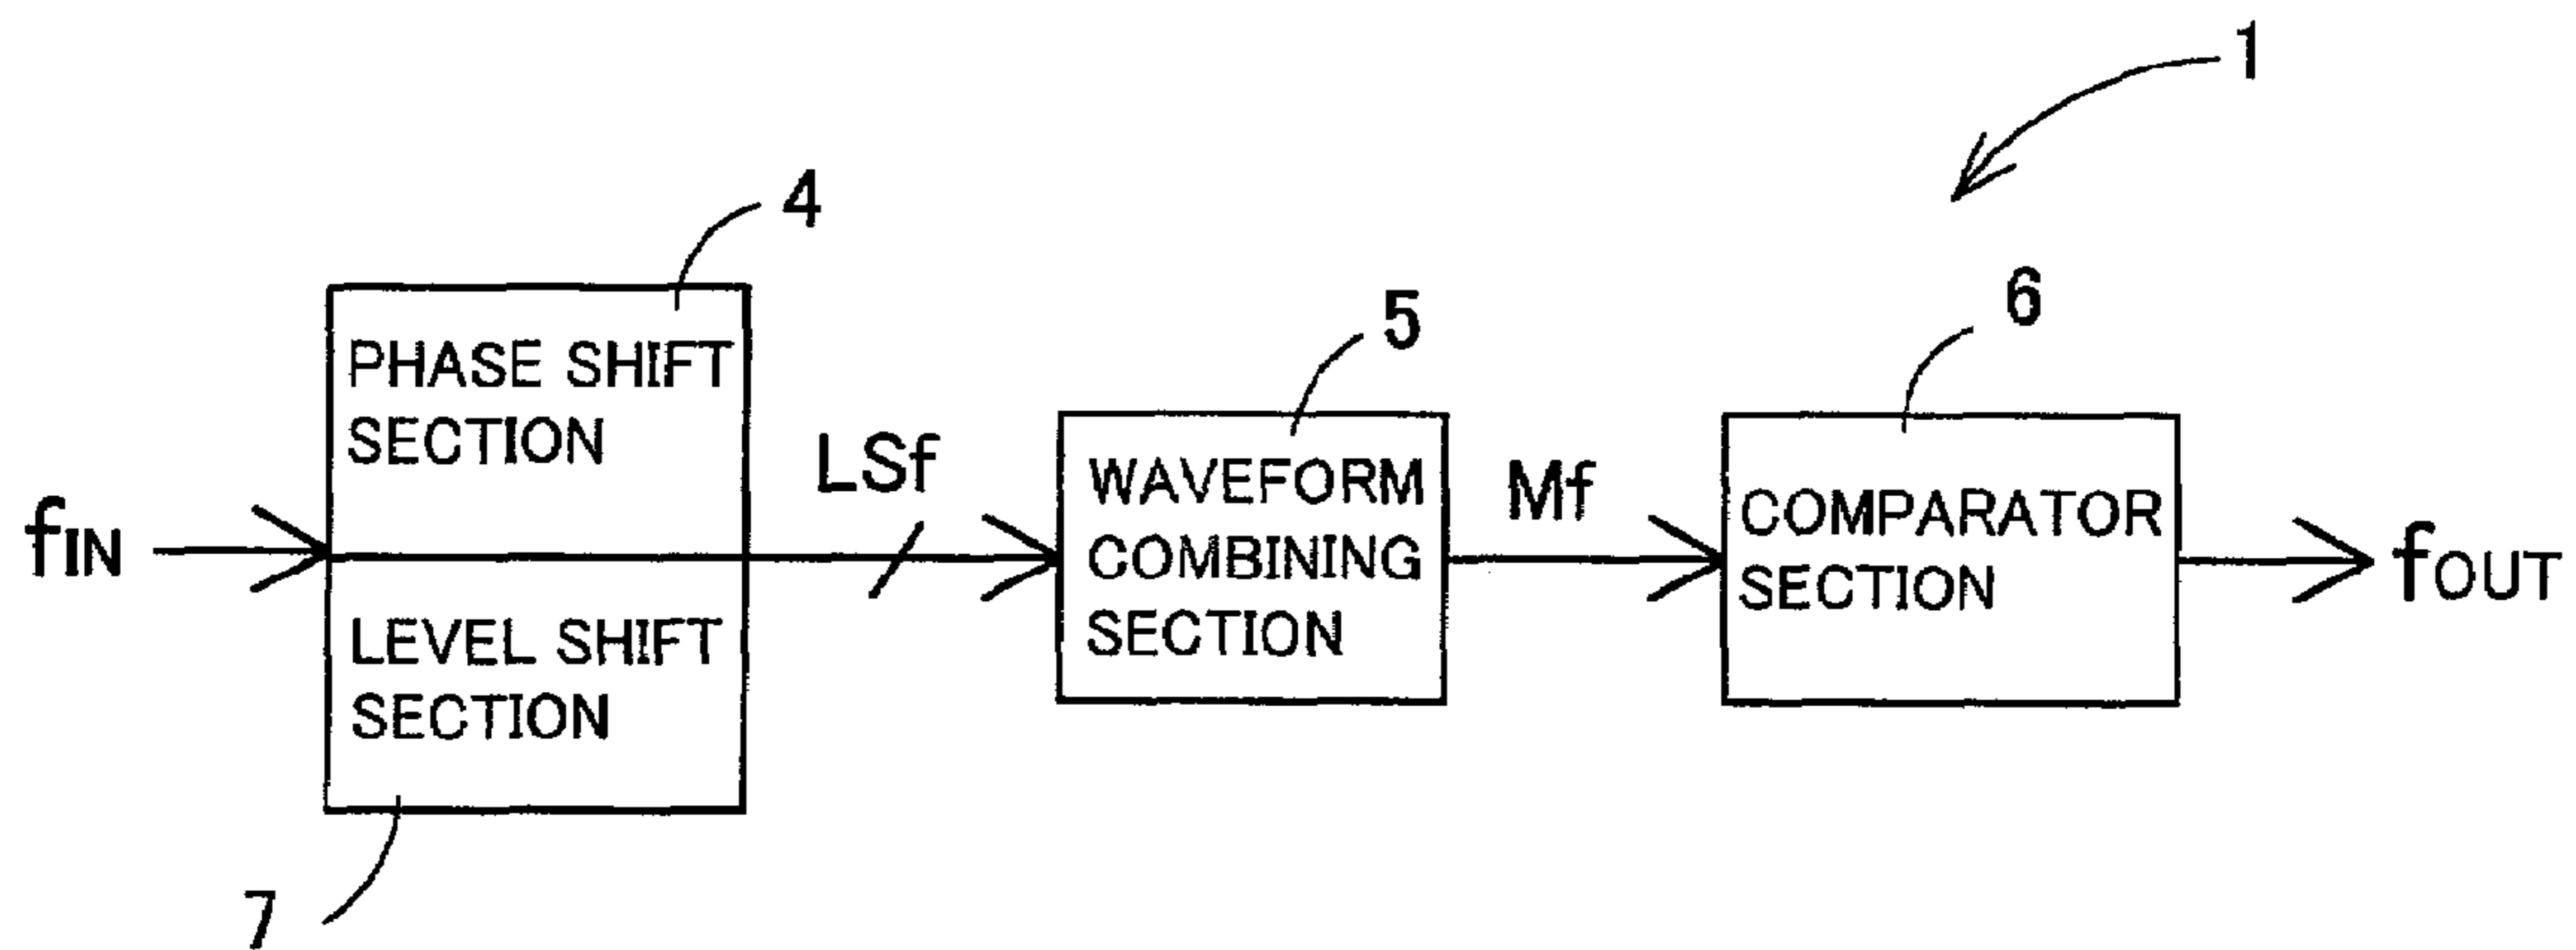 1
4
PHASE SHIFT
SECTION
fIN
LEVEL SHIFT
SECTION
7
LSf
5
WAVEFORM
COMBINING
SECTION
Mf
6
COMPARATOR
SECTION
fOUT